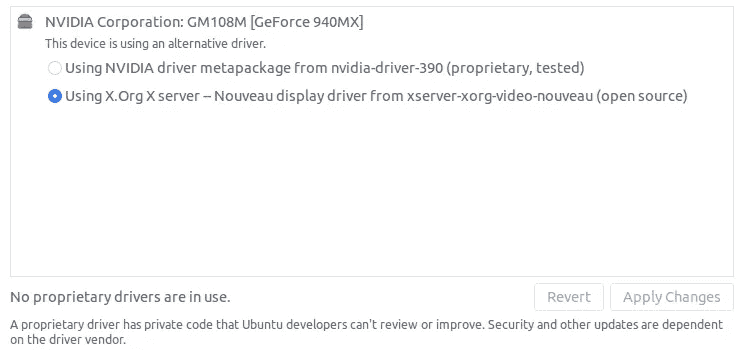 NVIDIA Corporation: GM108M [GeForce 940MX]
This device is using an alternative driver.
Using NVIDIA driver metapackage from nvidia-driver-390 (proprietary, tested)
Using X.Org X server -- Nouveau display driver from xserver-xorg-video-nouveau (open source)
No proprietary drivers are in use.
Revert
Apply Changes
A proprietary driver has private code that Ubuntu developers can't review or improve. Security and other updates are dependent
on the driver vendor.